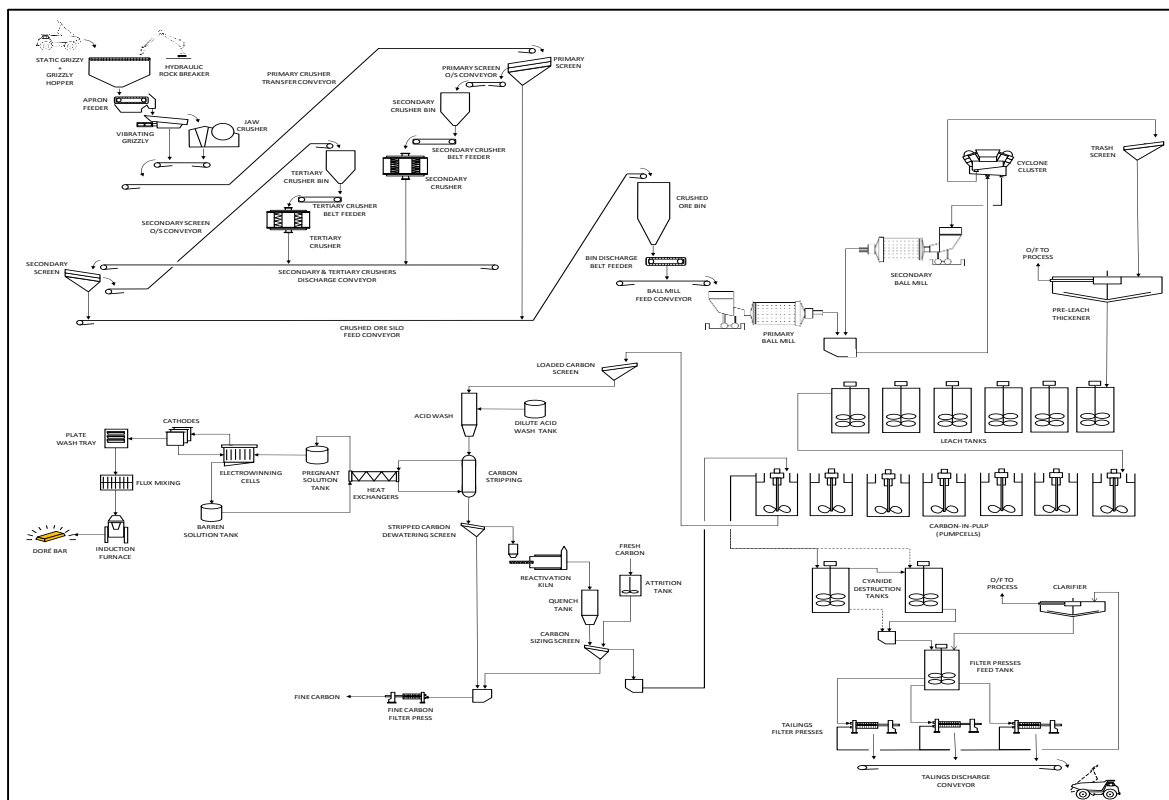 STATIC GRIZZY
+
GRIZZLY
HOPPER
HYDRAULIC
ROCK BREAKER
APRON
FEEDER
VIBRATING
GRIZZLY
JAW
CRUSHER
PRIMARY CRUSHER
TRANSFER CONVEYOR
PRIMARY SCREEN
O/S CONVEYOR
PRIMARY
SCREEN
SECONDARY
CRUSHER BIN
SECONDARY CRUSHER
BELT FEEDER
SECONDARY
CRUSHER
TERTIARY
CRUSHER BIN
TERTIARY CRUSHER
BELT FEEDER
TERTIARY
CRUSHER
SECONDARY SCREEN
O/S CONVEYOR
SECONDARY
SCREEN
SECONDARY & TERTIARY CRUSHERS
DISCHARGE CONVEYOR
CRUSHED ORE SILO
FEED CONVEYOR
CRUSHED
ORE BIN
BIN DISCHARGE
BELT FEEDER
BALL MILL
FEED CONVEYOR
PRIMARY
BALL MILL
SECONDARY
BALL MILL
CYCLONE
CLUSTER
TRASH
SCREEN
O/F TO
PROCESS
PRE-LEACH
THICKENER
LEACH TANKS
CARBON-IN-PULP
(PUMPCELLS)
LOADED CARBON
SCREEN
ACID WASH
DILUTE ACID
WASH TANK
CARBON
STRIPPING
HEAT
EXCHANGERS
PREGNANT
SOLUTION
TANK
ELECTROWINNING
CELLS
CATHODES
PLATE
WASH TRAY
FLUX MIXING
INDUCTION
FURNACE
DORÉ BAR
BARREN
SOLUTION TANK
STRIPPED CARBON
DEWATERING SCREEN
REACTIVATION
KILN
QUENCH
TANK
FRESH
CARBON
ATTRITION
TANK
CARBON
SIZING SCREEN
FINE CARBON
FINE CARBON
FILTER PRESS
CYANIDE
DESTRUCTION
TANKS
O/F TO
PROCESS
CLARIFIER
FILTER PRESSES
FEED TANK
TAILINGS
FILTER PRESSES
TALINGS DISCHARGE
CONVEYOR